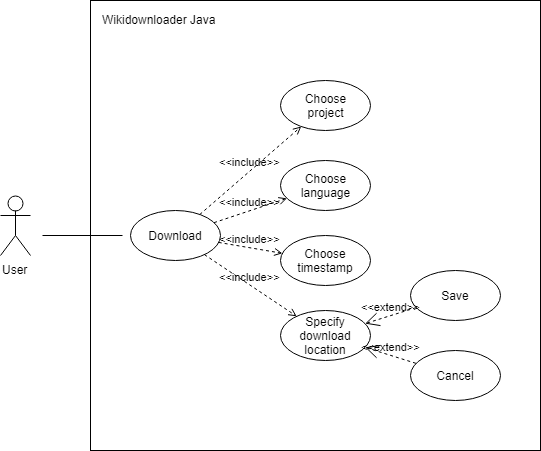 Wikidownloader Java
Choose
project
<<include>>
Choose
language
<<include>>
Download
<<include>>
Choose
timestamp
User
<<include>>
Save
<<extend>>
Specify
download
location
<<extend>>
Cancel